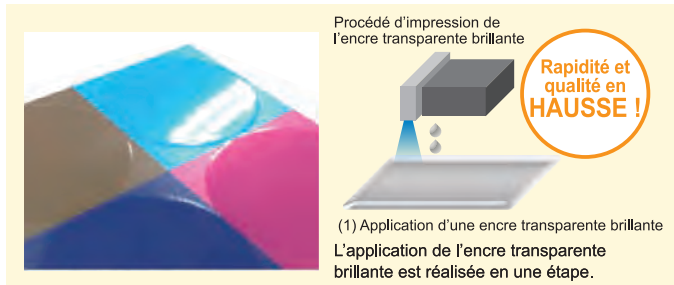 Procédé d'impression de
l'encre transparente brillante
Rapidité et
qualité en
HAUSSE !
(1) Application d'une encre transparente brillante
L'application de l'encre transparente
brillante est réalisée en une étape.